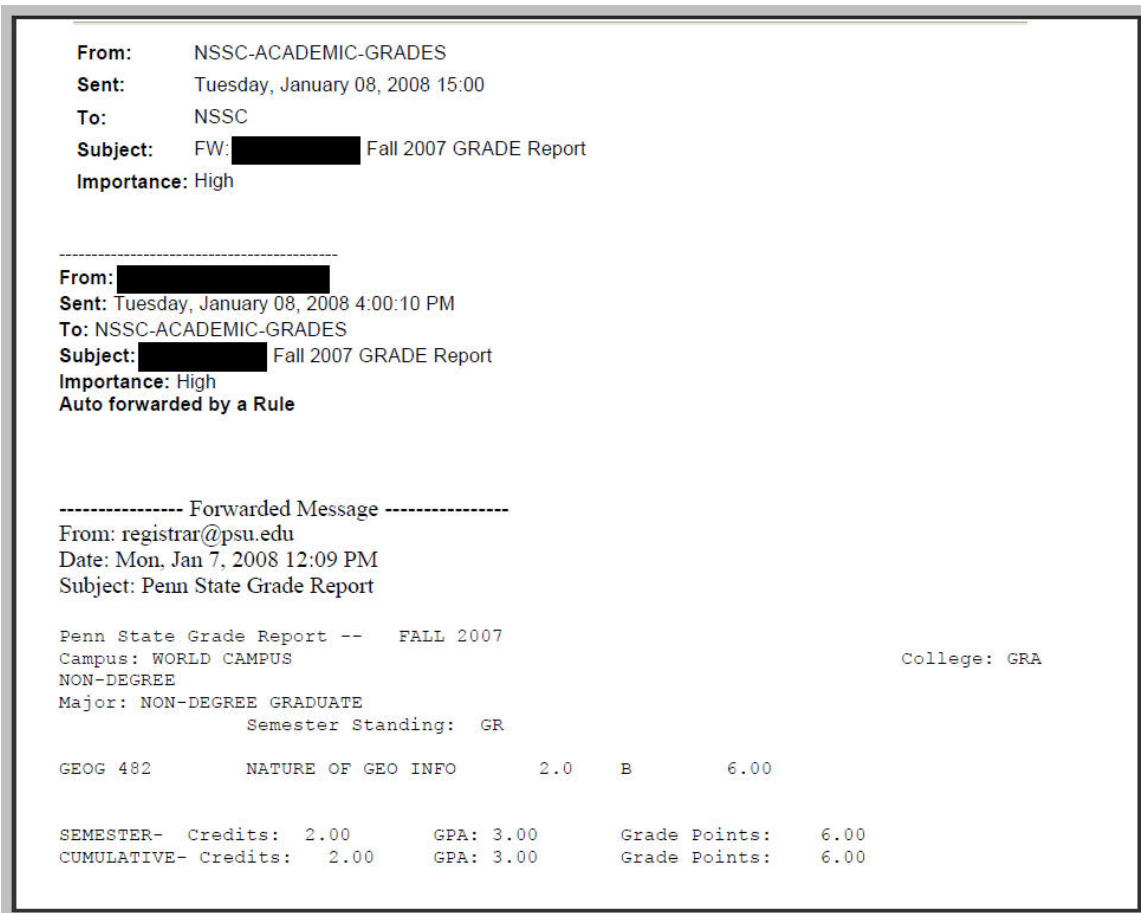 From: NSSC-ACADEMIC-GRADES
Sent: Tuesday, January 08, 2008 15:00
To: NSSC
Subject: FW: Fall 2007 GRADE Report
Importance: High
-------------------------------------------
From:
Sent: Tuesday, January 08, 2008 4:00:10 PM
To: NSSC-ACADEMIC-GRADES
Subject: Fall 2007 GRADE Report
Importance: High
Auto forwarded by a Rule
---------------- Forwarded Message ----------------
From: registrar@psu.edu
Date: Mon, Jan 7, 2008 12:09 PM
Subject: Penn State Grade Report
Penn State Grade Report -- FALL 2007
Campus: WORLD CAMPUS College: GRA
NON-DEGREE
Major: NON-DEGREE GRADUATE
Semester Standing: GR
GEOG 482 NATURE OF GEO INFO 2.0 B 6.00
SEMESTER- Credits: 2.00 GPA: 3.00 Grade Points: 6.00
CUMULATIVE- Credits: 2.00 GPA: 3.00 Grade Points: 6.00